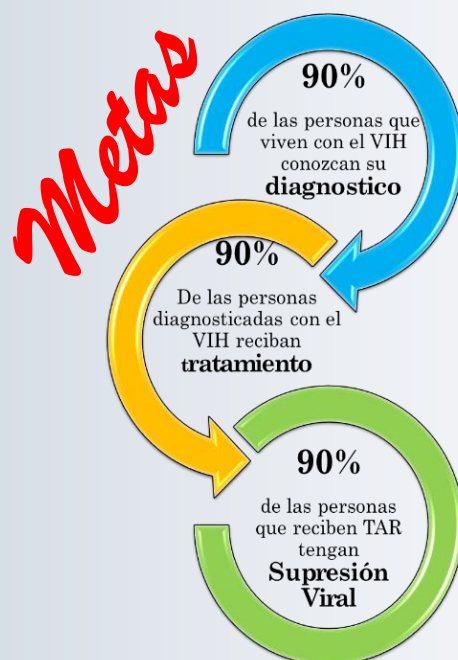 Metas
90%
de las personas que
viven con el VIH
conozcan su
diagnostico
90%
De las personas
diagnosticadas con el
VIH reciban
tratamiento
90%
de las personas
que reciben TAR
tengan
Supresión
Viral